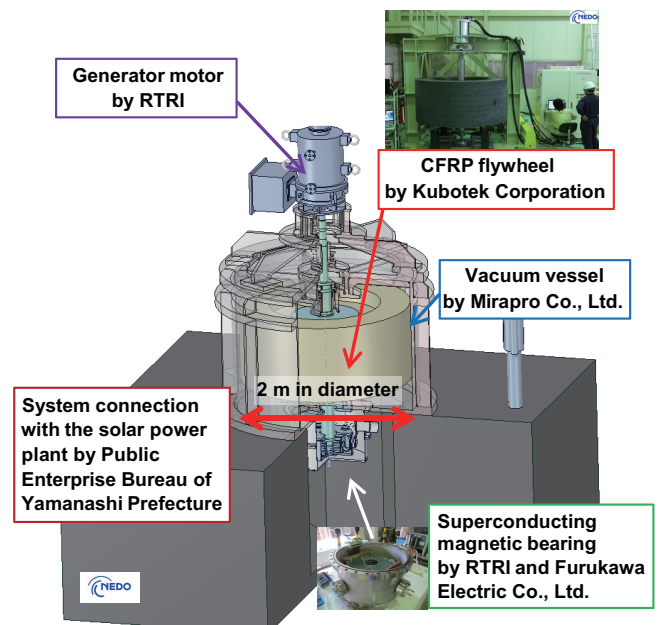 NEDO
Generator motor
by RTRI
CFRP flywheel
by Kubotek Corporation
Vacuum vessel
by Mirapro Co., Ltd.
2 m in diameter
System connection
with the solar power
plant by Public
Enterprise Bureau of
Yamanashi Prefecture
Superconducting
magnetic bearing
by RTRI and Furukawa
Electric Co., Ltd.
NEDO